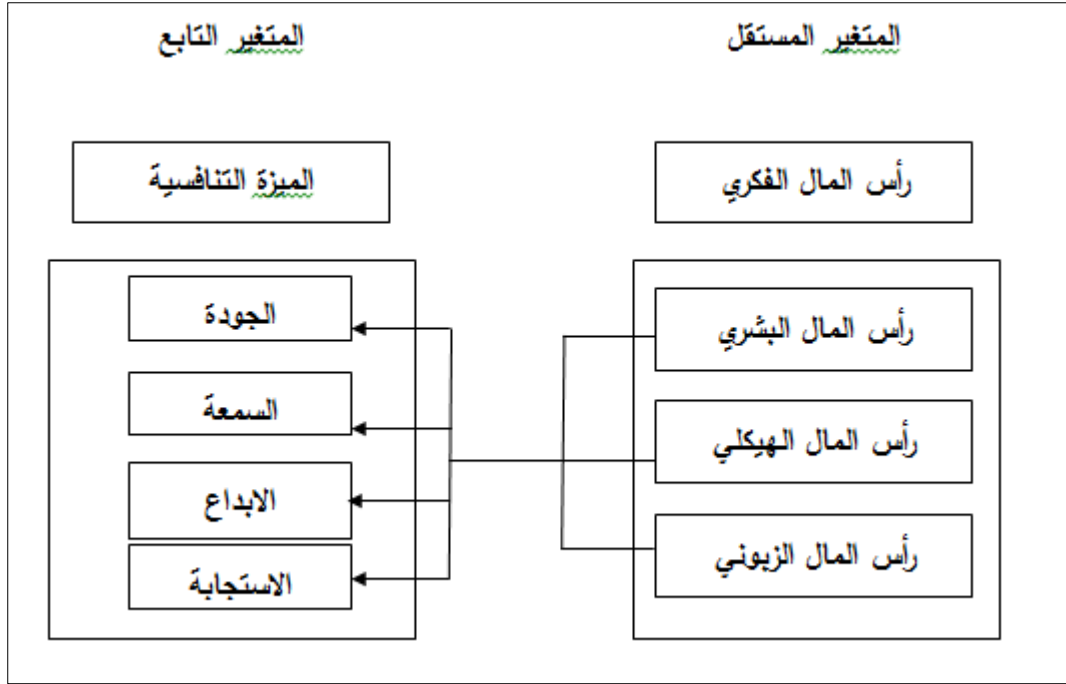 المتغير المستقل
المتغير التابع
رأس المال الفكري
الميزة التنافسية
رأس المال البشري
رأس المال الهيكلي
رأس المال الزبوني
الجودة
السمعة
الابداع
الاستجابة